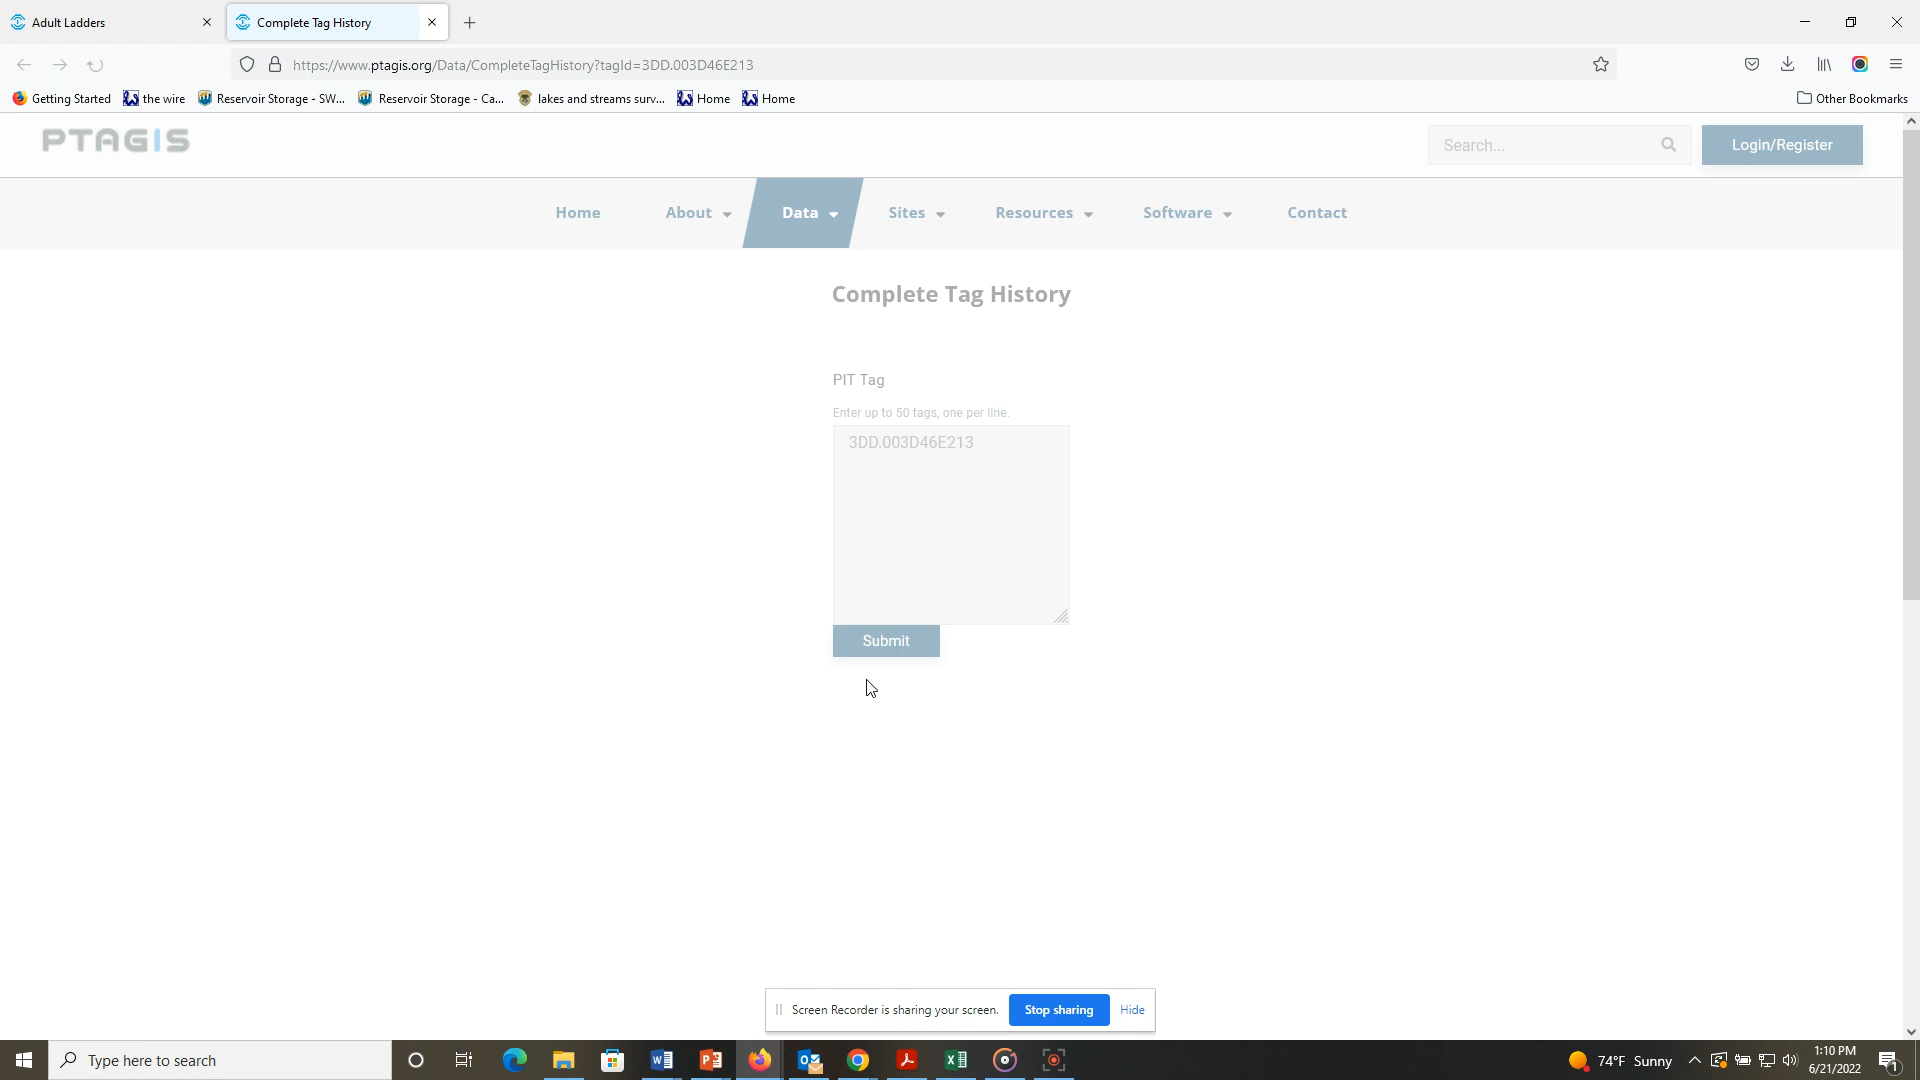 Adult Ladders
Complete Tag History
https://www.ptagis.org/Data/CompleteTagHistory?tagId=3DD.003D46E213
Getting Started
the wire
Reservoir Storage - SW...
Reservoir Storage - Ca...
lakes and streams surv...
Home
Home
Other Bookmarks
PTAGIS
Search...
Login/Register
Home
About
Data
Sites
Resources
Software
Contact
Complete Tag History
PIT Tag
Enter up to 50 tags, one per line.
3DD.003D46E213
Submit
Screen Recorder is sharing your screen.
Stop sharing
Hide
Type here to search
74°F Sunny
1:10 PM
6/21/2022
1